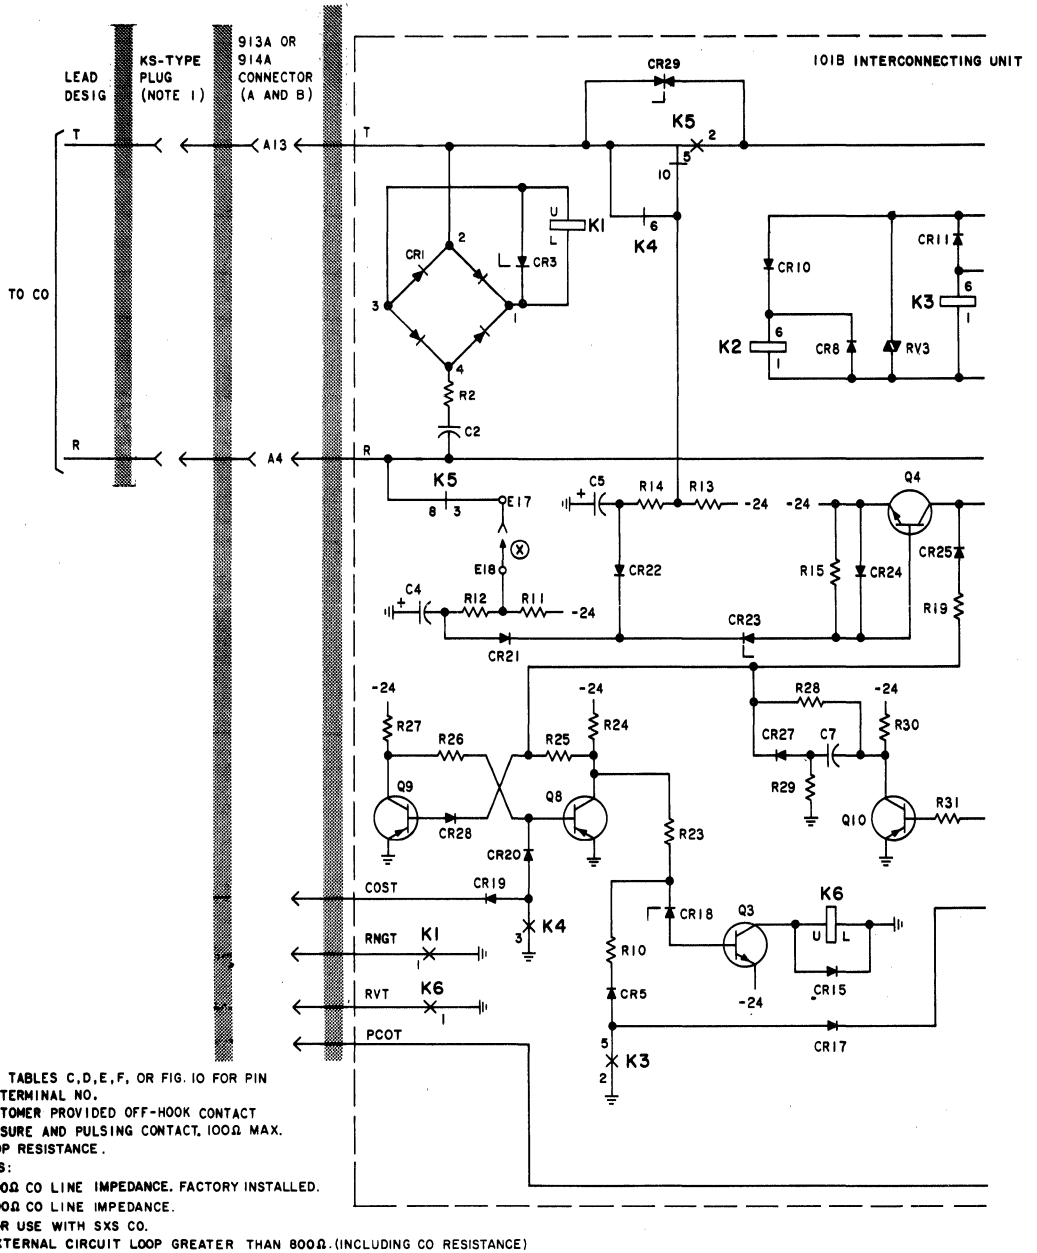 913A OR
914A
CONNECTOR
(A AND B)
KS-TYPE
PLUG
(NOTE 1)
LEAD
DESIG
101B INTERCONNECTING UNIT
CR29
K5
2
T
A13
T
5
10
6
K4
U
L
K1
2
CR1
CR3
3
1
4
CR10
CR11
6
K3
1
6
K2
1
CR8
RV3
TO CO
R2
C2
R
A4
R
K5
8 3
E17
X
E18
C5
+
R14
R13
-24
-24
Q4
CR22
R15
CR24
CR25
R19
C4
+
R12
R11
-24
CR21
CR23
-24
R27
R26
R25
-24
R24
R28
-24
R30
CR27
C7
R29
Q9
Q8
CR28
Q10
R31
R23
CR20
COST
CR19
3
K4
CR18
Q3
K6
U L
RNGT
K1
1
R10
CR15
-24
RVT
K6
1
CR5
PCOT
5
K3
2
CR17
TABLES C,D,E,F, OR FIG. 10 FOR PIN
TERMINAL NO.
TOMER PROVIDED OFF-HOOK CONTACT
SURE AND PULSING CONTACT. 100Ω MAX.
OP RESISTANCE.
S:
0Ω CO LINE IMPEDANCE. FACTORY INSTALLED.
0Ω CO LINE IMPEDANCE.
R USE WITH SXS CO.
XTERNAL CIRCUIT LOOP GREATER THAN 800Ω.(INCLUDING CO RESISTANCE)